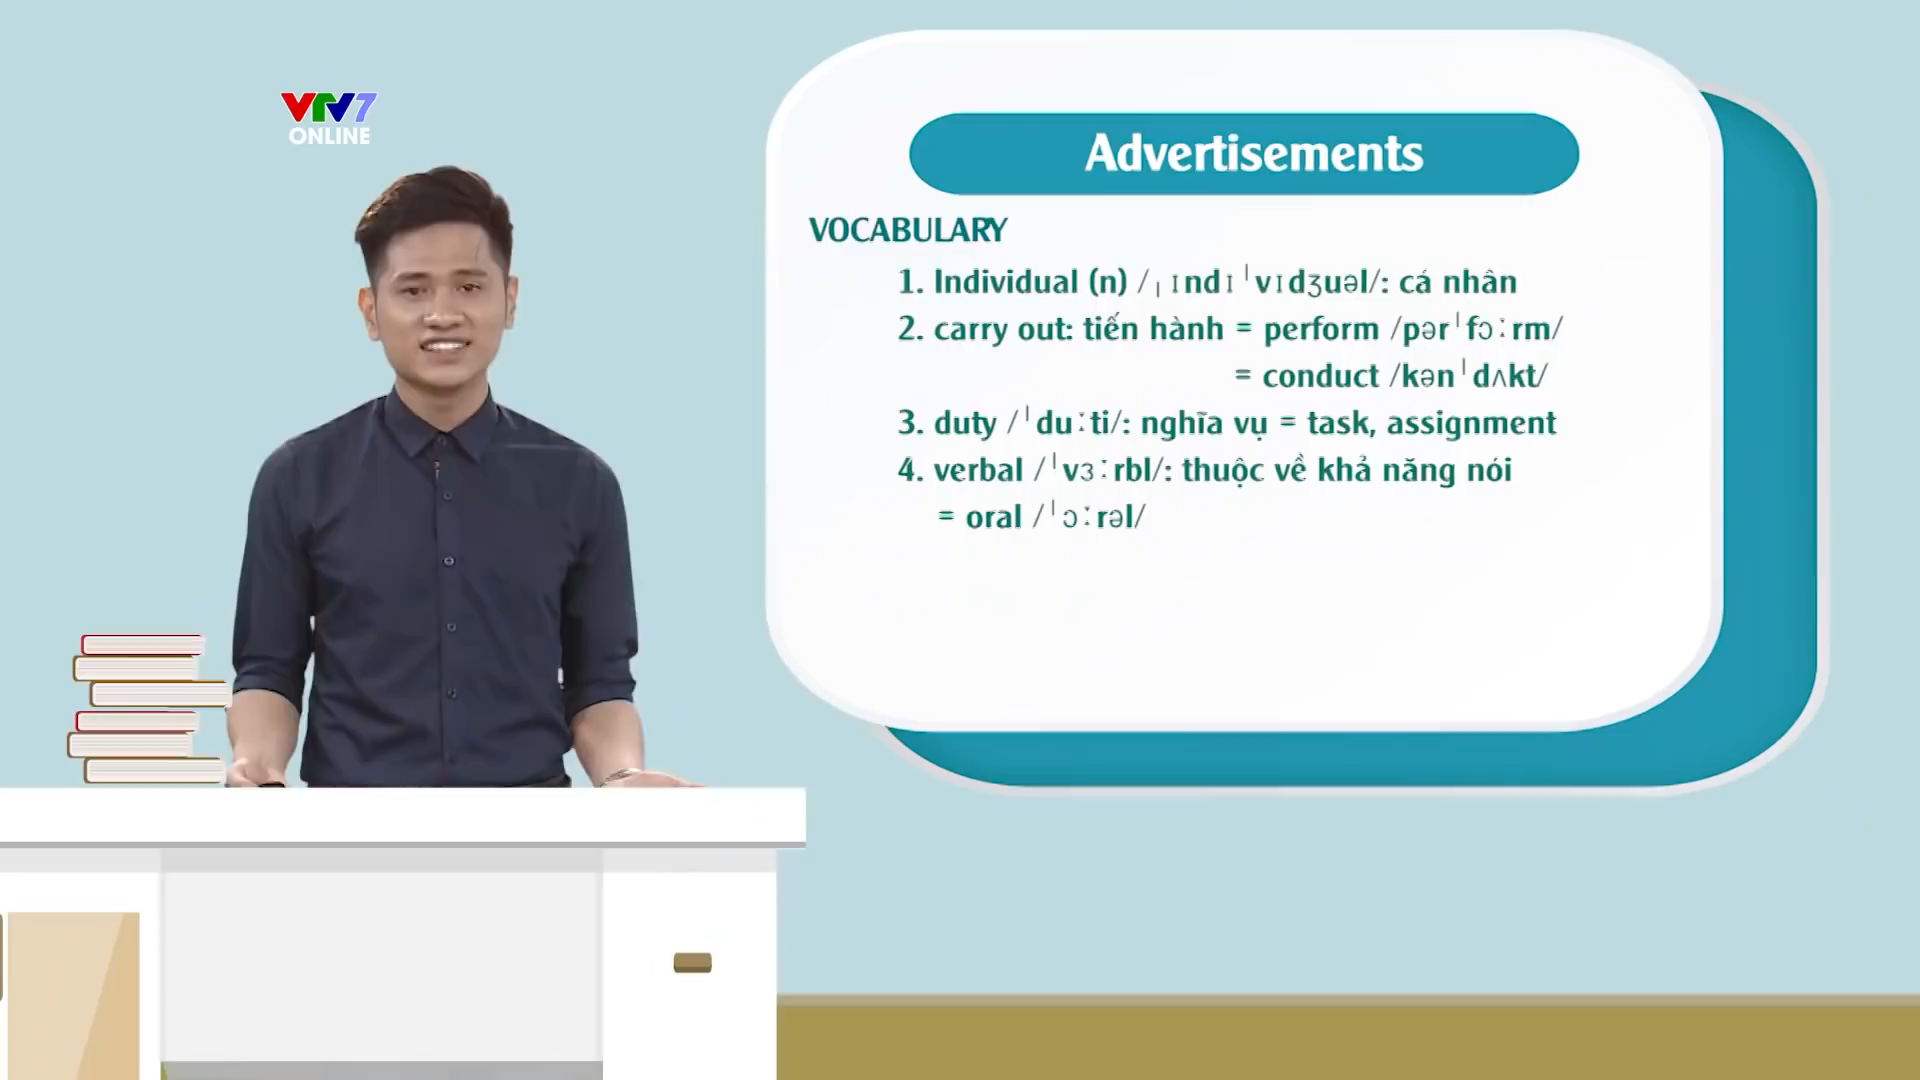 VTV7
ONLINE
Advertisements
VOCABULARY
1. Individual (n) /ˌɪndɪˈvɪdʒuəl/: cá nhân
2. carry out: tiến hành = perform /pərˈfɔːrm/
= conduct /kənˈdʌkt/
3. duty /ˈduːti/: nghĩa vụ = task, assignment
4. verbal /ˈvɜːrbl/: thuộc về khả năng nói
= oral /ˈɔːrəl/